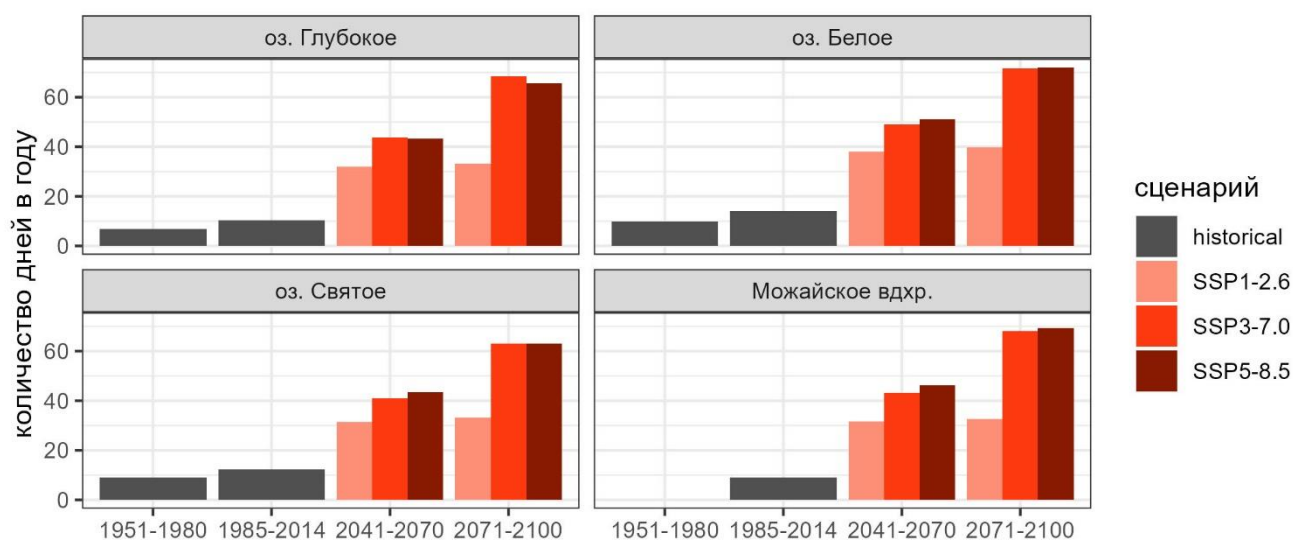 оз. Глубокое
оз. Белое
60
40
20
0
оз. Святое
Можайское вдхр.
60
40
20
0
1951-1980 1985-2014 2041-2070 2071-2100
1951-1980 1985-2014 2041-2070 2071-2100
количество дней в году
сценарий
historical
SSP1-2.6
SSP3-7.0
SSP5-8.5